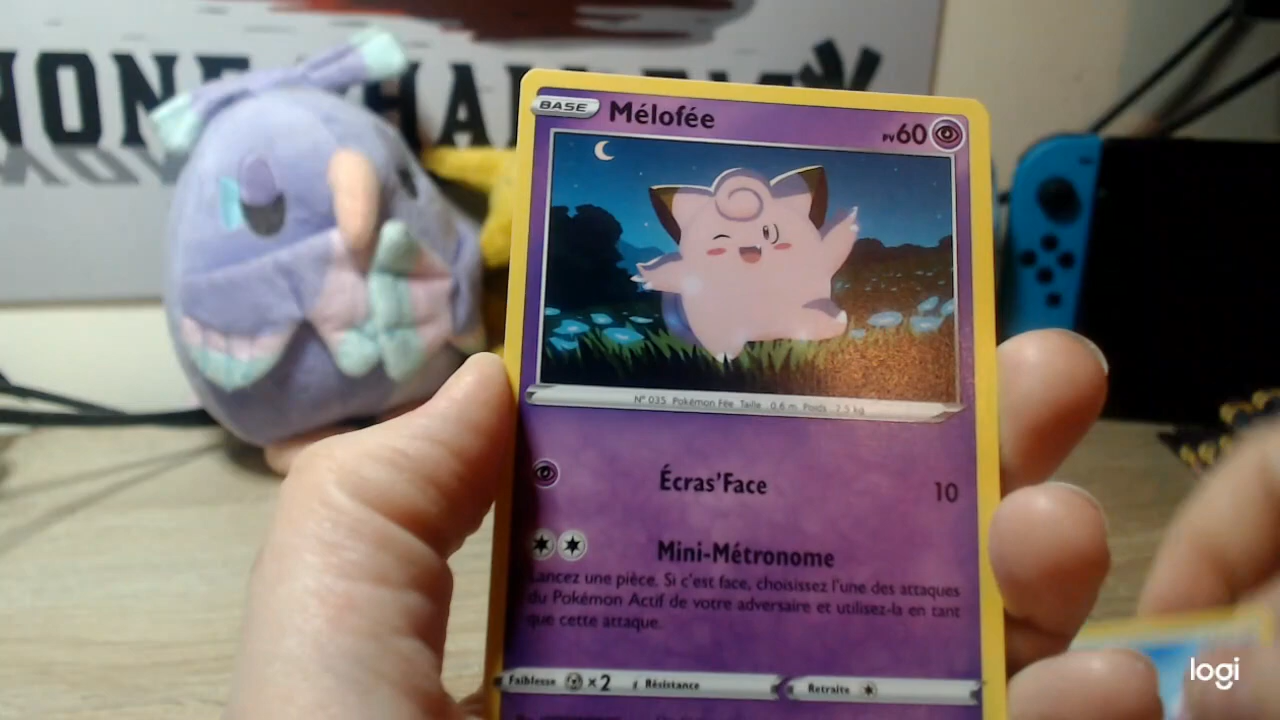 BASE Mélofée PV60
N° 035 Pokémon Fée Taille : 0.6 m Poids : 7.5 kg
Écras'Face 10
Mini-Métronome
Lancez une pièce. Si c'est face, choisissez l'une des attaques
du Pokémon Actif de votre adversaire et utilisez-la en tant
que cette attaque.
Faiblesse ×2 Résistance Retraite
logi